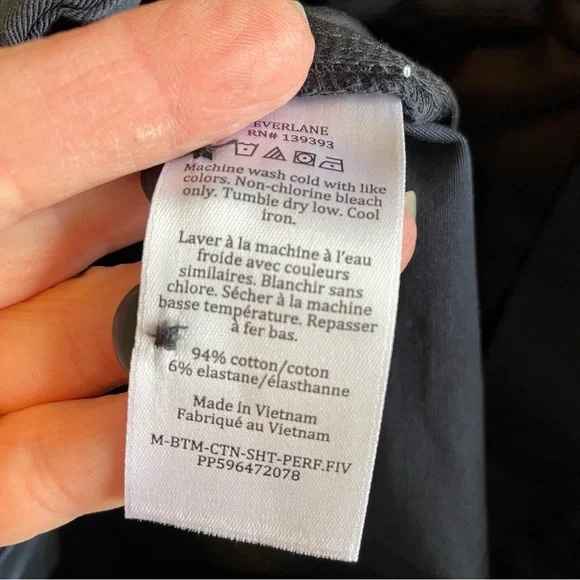 EVERLANE
RN# 139393
Machine wash cold with like
colors. Non-chlorine bleach
only. Tumble dry low. Cool
iron.
Laver à la machine à l'eau
froide avec couleurs
similaires. Blanchir sans
chlore. Sécher à la machine
basse température. Repasser
à fer bas.
94% cotton/coton
6% elastane/élasthanne
Made in Vietnam
Fabriqué au Vietnam
M-BTM-CTN-SHT-PERF.FIV
PP596472078